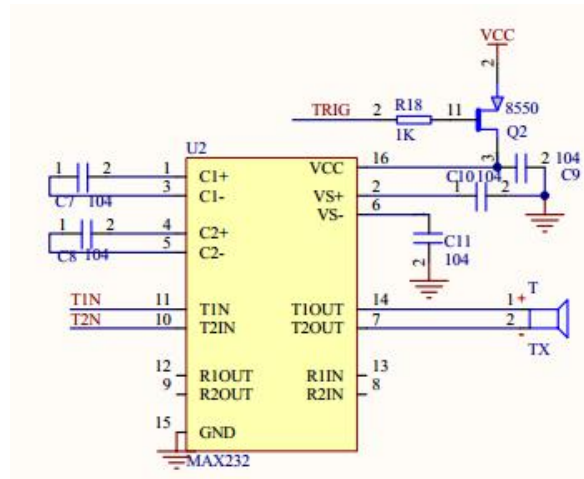 VCC
2
TRIG 2 R18 11 8550
1K Q2
U2
3 2 104
VCC 16 C10 104 C9
1 2 1 C1+
C7 104 3 C1-
VS+ 2 1 2
VS- 6
1 2 4 C2+
C8 104 5 C2-
C11
2 104
T1N 11 T1N T1OUT 14 1 + T
T2N 10 T2IN T2OUT 7 2 - TX
12 R1OUT R1IN 13
9 R2OUT R2IN 8
15 GND
MAX232